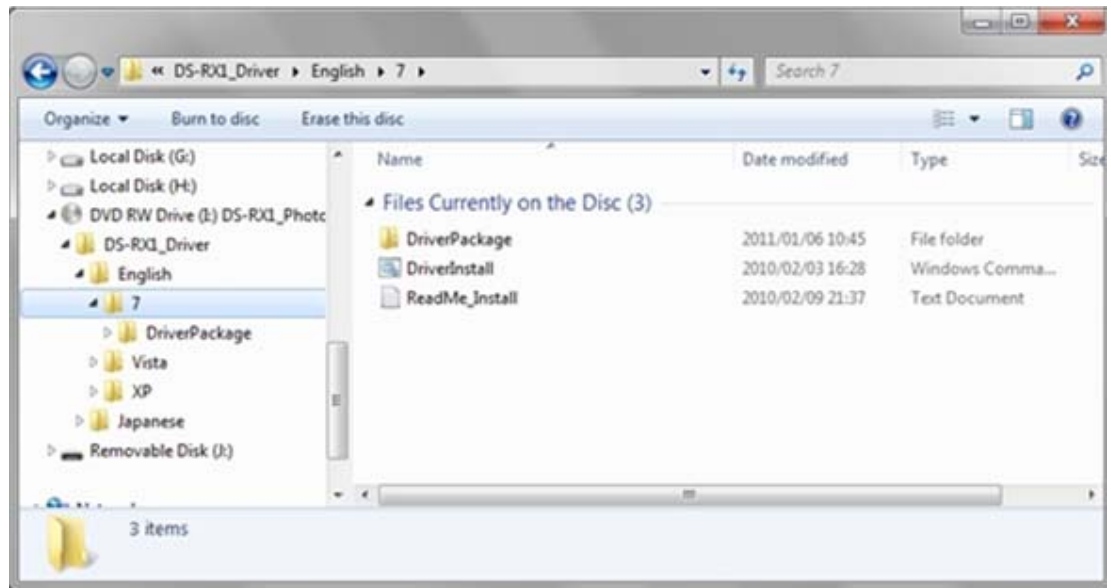 « DS-RX1_Driver ▸ English ▸ 7 ▸
Search 7
Organize Burn to disc Erase this disc
Local Disk (G:)
Local Disk (H:)
DVD RW Drive (I:) DS-RX1_Photo
DS-RX1_Driver
English
7
DriverPackage
Vista
XP
Japanese
Removable Disk (J:)
Name Date modified Type Size
Files Currently on the Disc (3)
DriverPackage 2011/01/06 10:45 File folder
DriverInstall 2010/02/03 16:28 Windows Comma...
ReadMe_Install 2010/02/09 21:37 Text Document
3 items